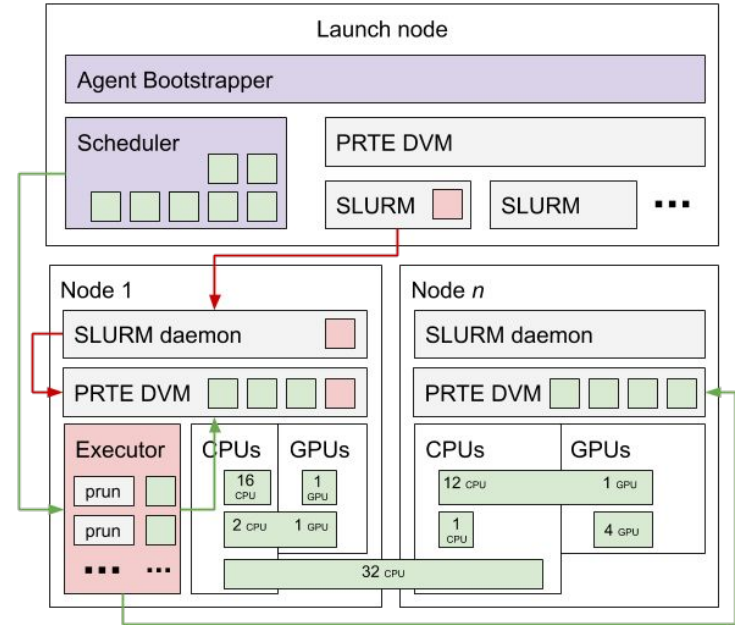 Launch node
Agent Bootstrapper
Scheduler
PRTE DVM
SLURM
SLURM
...
Node 1
SLURM daemon
PRTE DVM
Executor
prun
prun
... ...
CPUs
GPUs
16 CPU
1 GPU
2 CPU 1 GPU
32 CPU
Node n
SLURM daemon
PRTE DVM
CPUs
GPUs
12 CPU 1 GPU
1 CPU
4 GPU